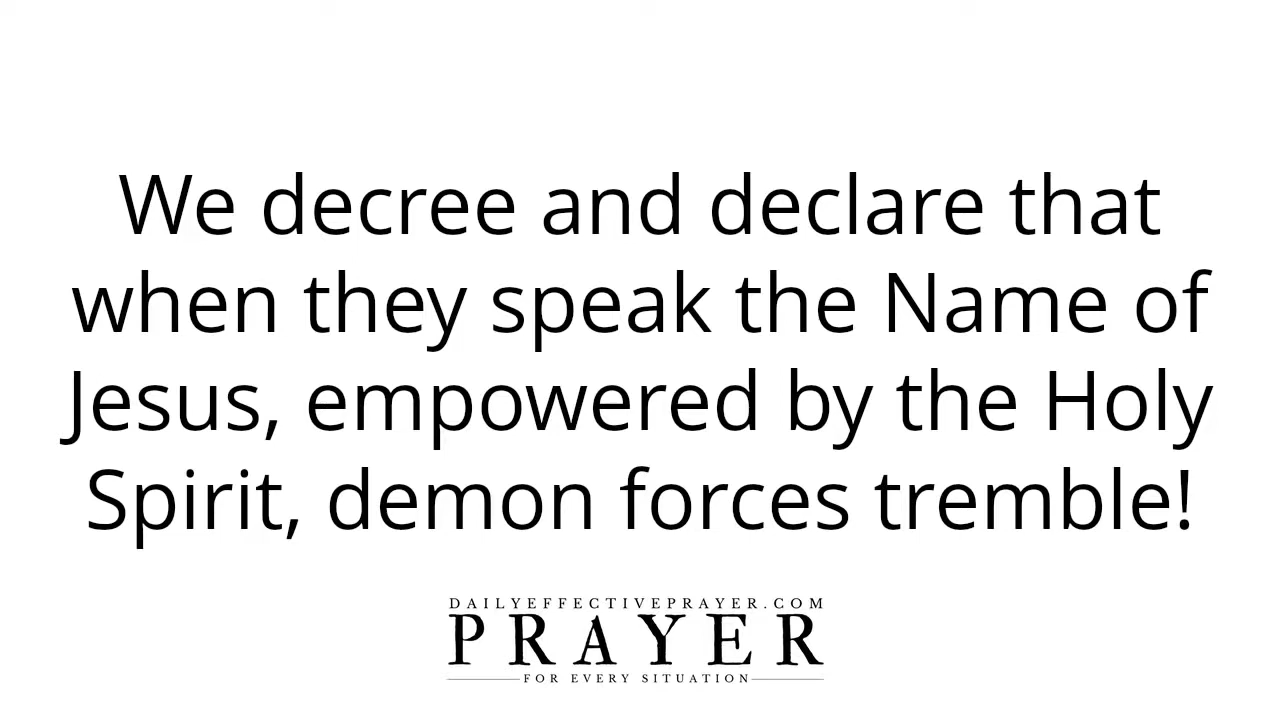 We decree and declare that
when they speak the Name of
Jesus, empowered by the Holy
Spirit, demon forces tremble!
DAILYEFFECTIVEPRAYER.COM
PRAYER
FOR EVERY SITUATION